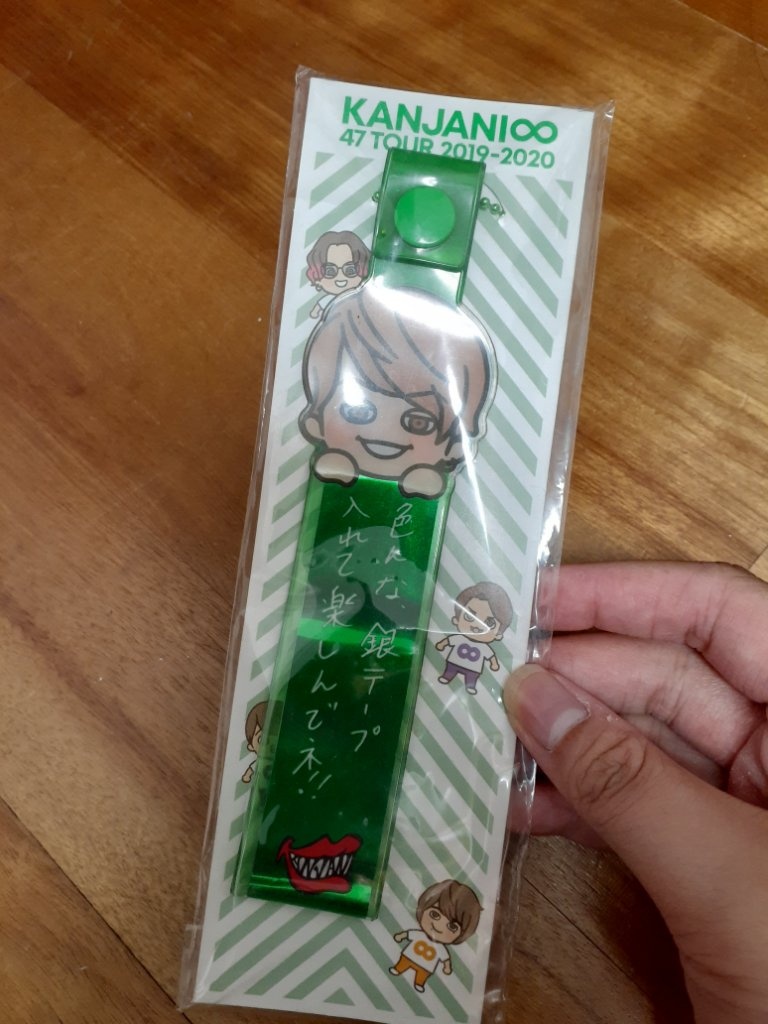 KANJANI∞
47 TOUR 2019-2020
色んな、銀テープ
入れて楽しんでネ!!
∞
∞